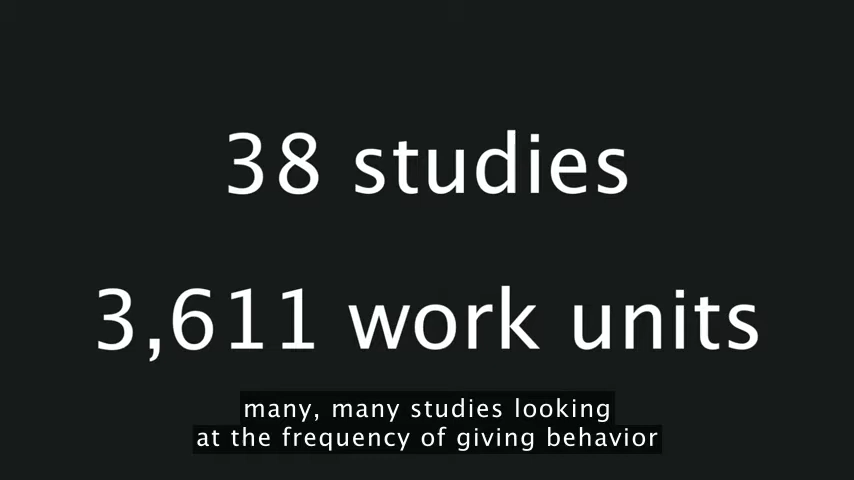 38 studies
3,611 work units
many, many studies looking
at the frequency of giving behavior